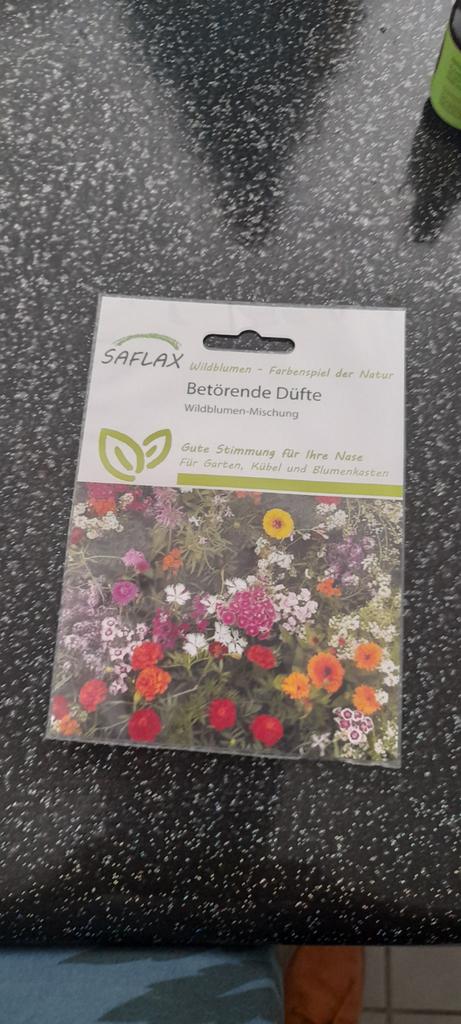 SAFLAX
Wildblumen - Farbenspiel der Natur
Betörende Düfte
Wildblumen-Mischung
Gute Stimmung für Ihre Nase
Für Garten, Kübel und Blumenkasten